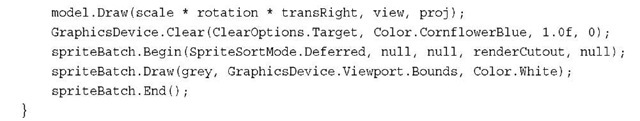 model.Draw(scale * rotation * transRight, view, proj);
GraphicsDevice.Clear(ClearOptions.Target, Color.CornflowerBlue, 1.0f, 0);
spriteBatch.Begin(SpriteSortMode.Deferred, null, null, renderCutout, null);
spriteBatch.Draw(grey, GraphicsDevice.Viewport.Bounds, Color.White);
spriteBatch.End();
}